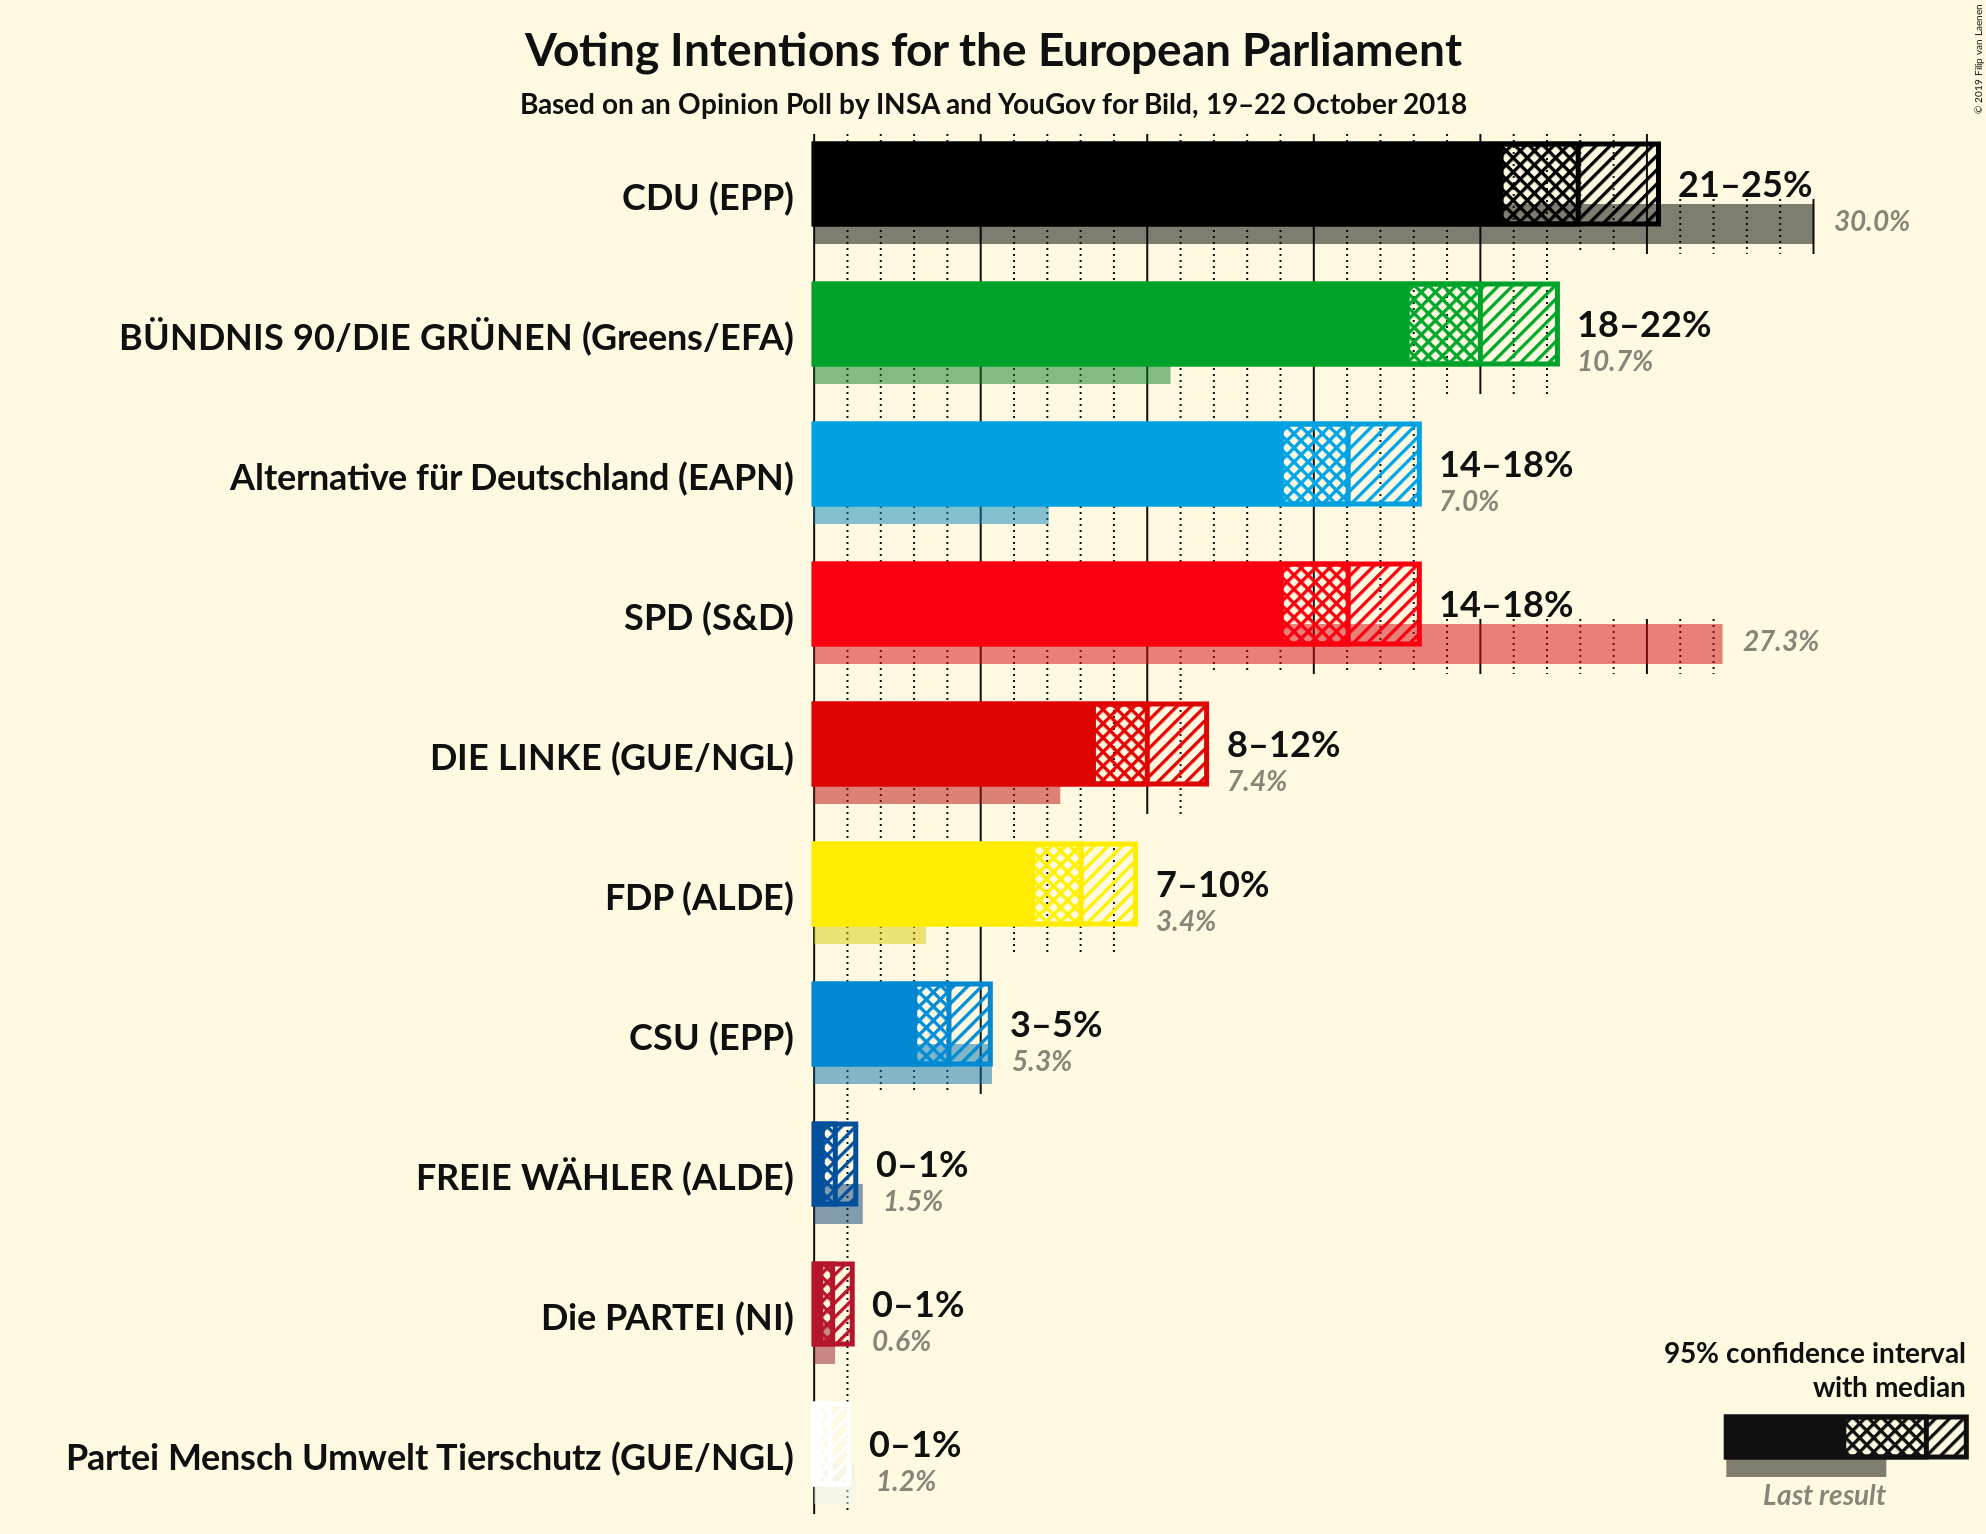 Voting Intentions for the European Parliament
Based on an Opinion Poll by INSA and YouGov for Bild, 19–22 October 2018
© 2019 Filip van Laenen
CDU (EPP)
21–25%
30.0%
BÜNDNIS 90/DIE GRÜNEN (Greens/EFA)
18–22%
10.7%
Alternative für Deutschland (EAPN)
14–18%
7.0%
SPD (S&D)
14–18%
27.3%
DIE LINKE (GUE/NGL)
8–12%
7.4%
FDP (ALDE)
7–10%
3.4%
CSU (EPP)
3–5%
5.3%
FREIE WÄHLER (ALDE)
0–1%
1.5%
Die PARTEI (NI)
0–1%
0.6%
Partei Mensch Umwelt Tierschutz (GUE/NGL)
0–1%
1.2%
95% confidence interval
with median
Last result